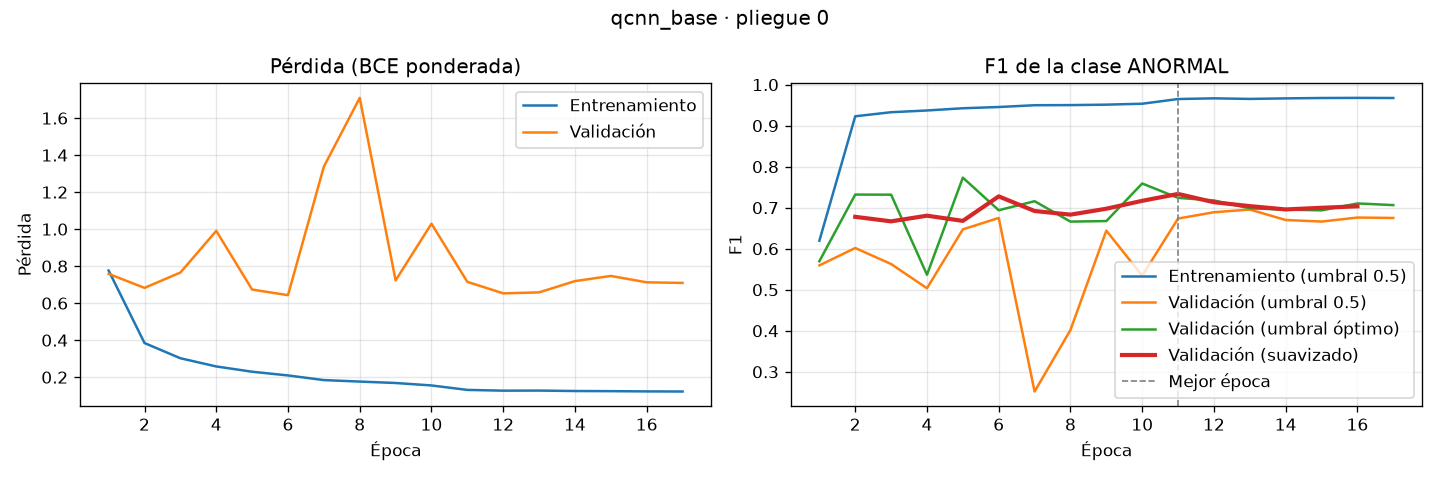 qcnn_base · pliegue 0
Pérdida (BCE ponderada)
Pérdida
1.6
1.4
1.2
1.0
0.8
0.6
0.4
0.2
Entrenamiento
Validación
2 4 6 8 10 12 14 16
Época
F1 de la clase ANORMAL
F1
1.0
0.9
0.8
0.7
0.6
0.5
0.4
0.3
Entrenamiento (umbral 0.5)
Validación (umbral 0.5)
Validación (umbral óptimo)
Validación (suavizado)
Mejor época
2 4 6 8 10 12 14 16
Época